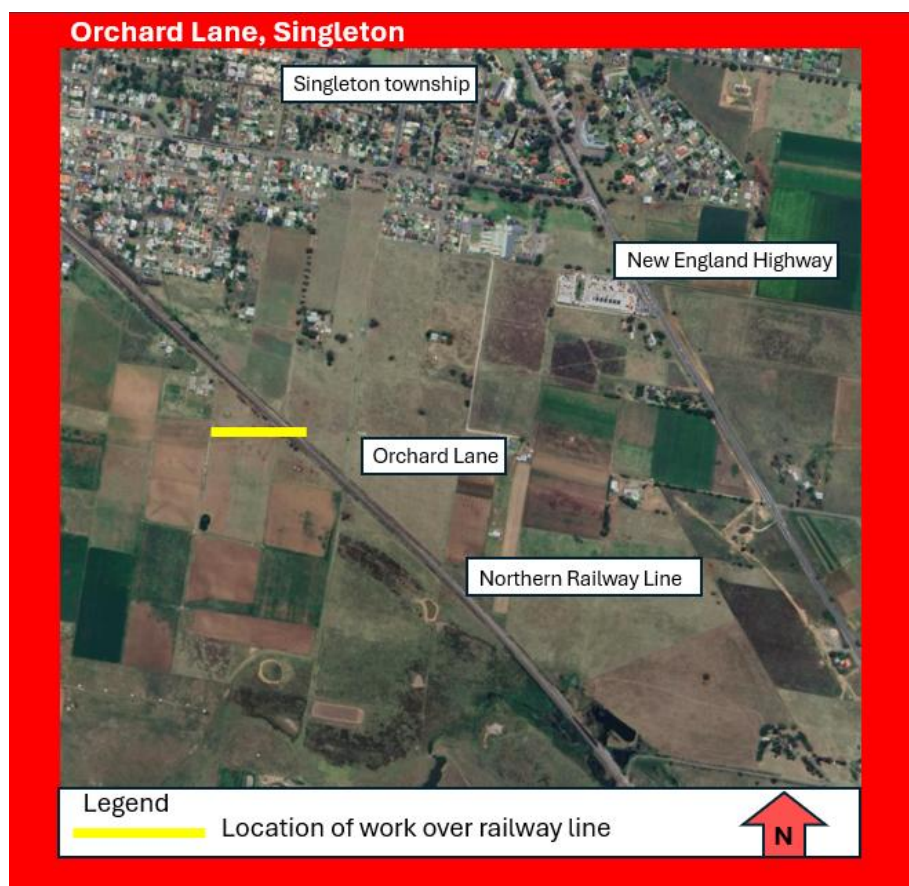 Orchard Lane, Singleton
Singleton township
New England Highway
Orchard Lane
Northern Railway Line
Legend
Location of work over railway line
N